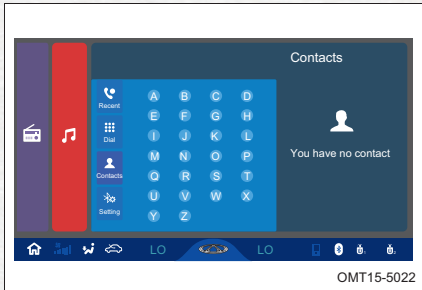 Contacts
Recent
A B C D
E F G H
Dial
I J K L
You have no contact
M N O P
Contacts
Q R S T
Setting
U V W X
Y Z
LO LO
OMT15-5022